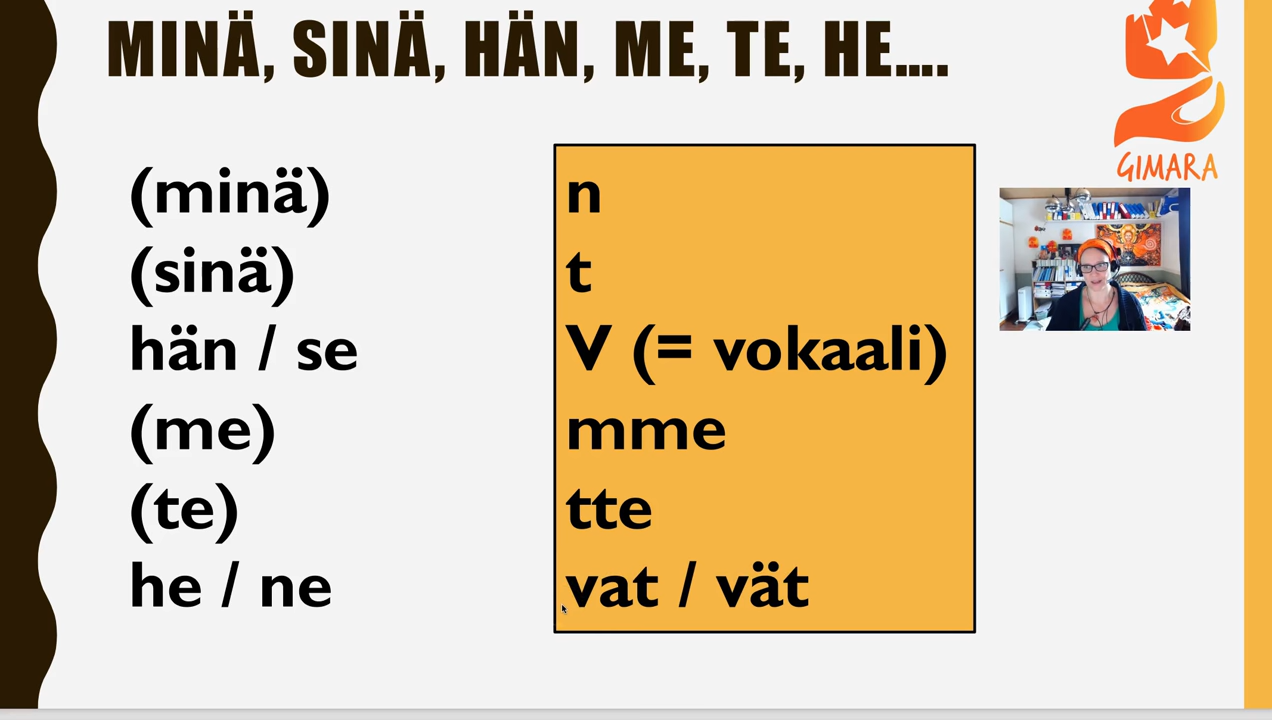 MINÄ, SINÄ, HÄN, ME, TE, HE....
GIMARA
(minä) n
(sinä) t
hän / se V (= vokaali)
(me) mme
(te) tte
he / ne vat / vät